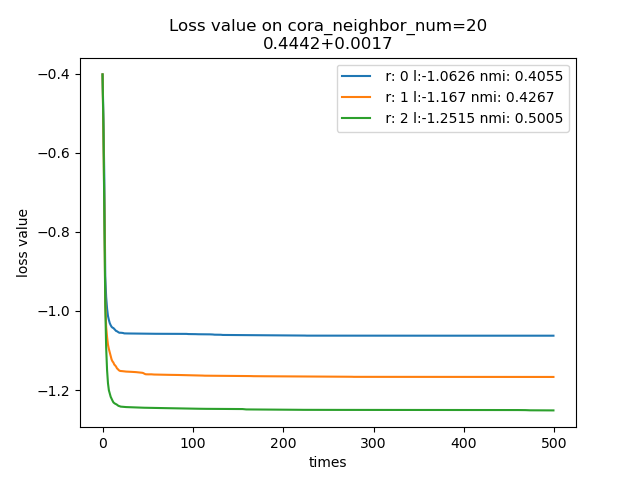 Loss value on cora_neighbor_num=20
0.4442+0.0017
r: 0 l:-1.0626 nmi: 0.4055
r: 1 l:-1.167 nmi: 0.4267
r: 2 l:-1.2515 nmi: 0.5005
−0.4
−0.6
−0.8
−1.0
−1.2
loss value
0 100 200 300 400 500
times